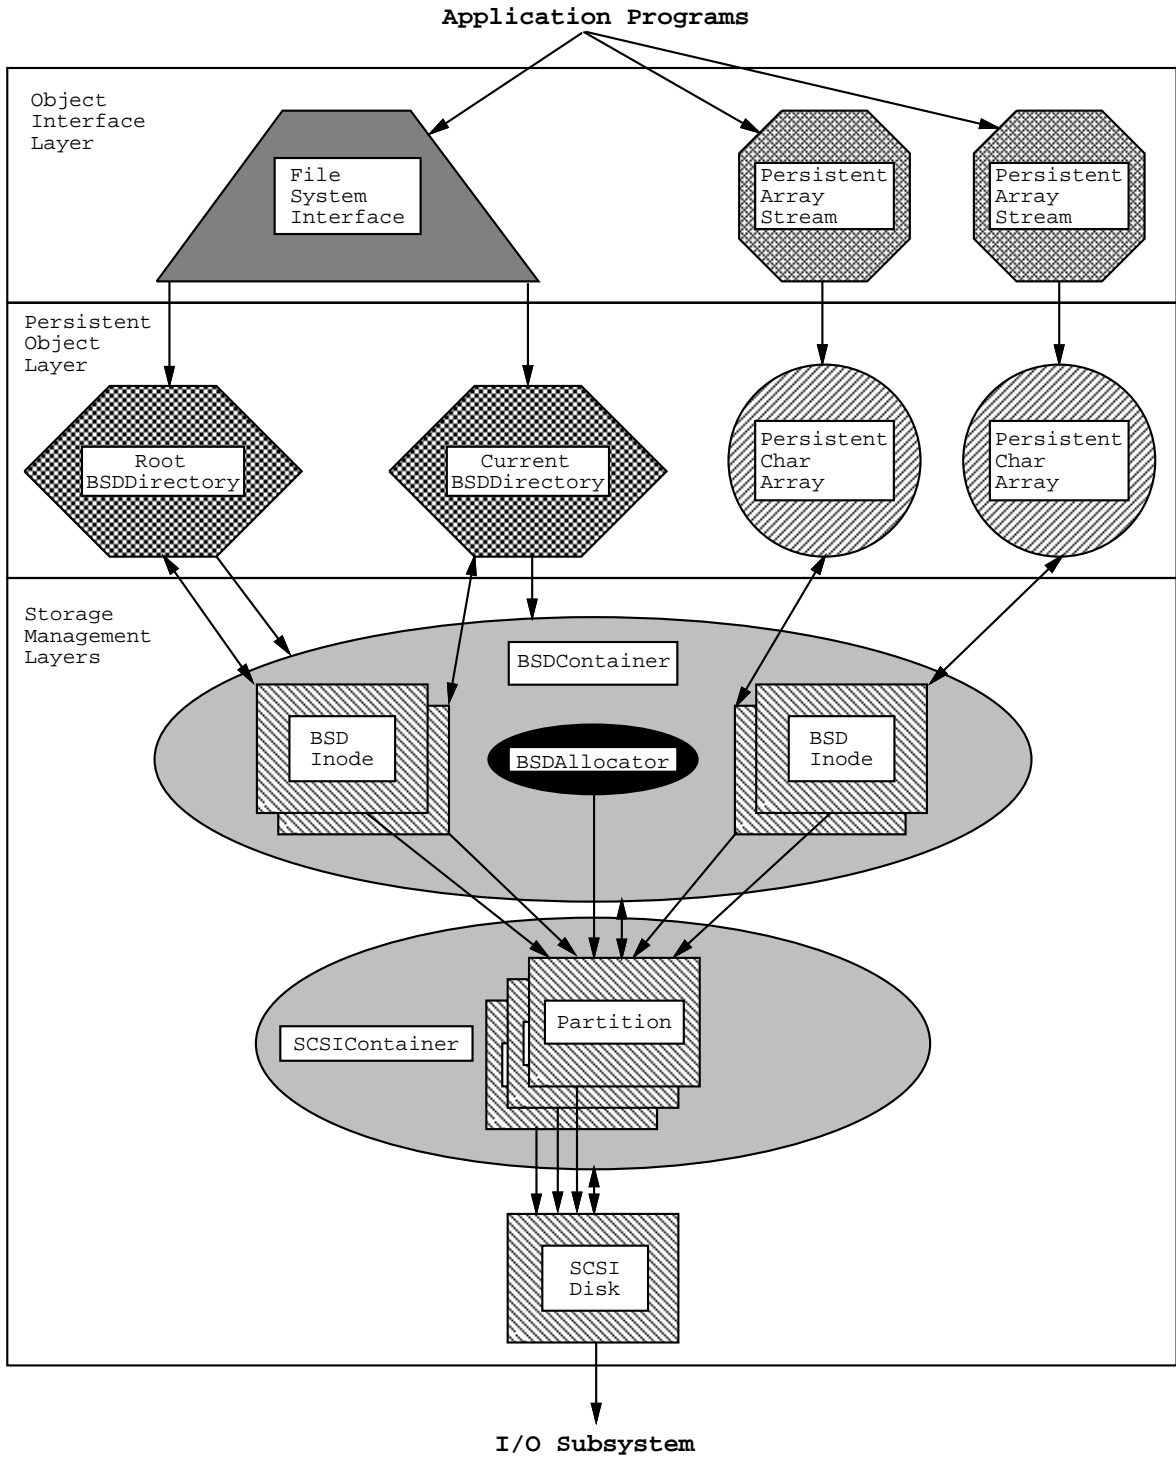 Application Programs
Object
Interface
Layer
File
System
Interface
Persistent
Array
Stream
Persistent
Array
Stream
Persistent
Object
Layer
Root
BSDDirectory
Current
BSDDirectory
Persistent
Char
Array
Persistent
Char
Array
Storage
Management
Layers
BSDContainer
BSD
Inode
BSDAllocator
BSD
Inode
Partition
SCSIContainer
SCSI
Disk
I/O Subsystem